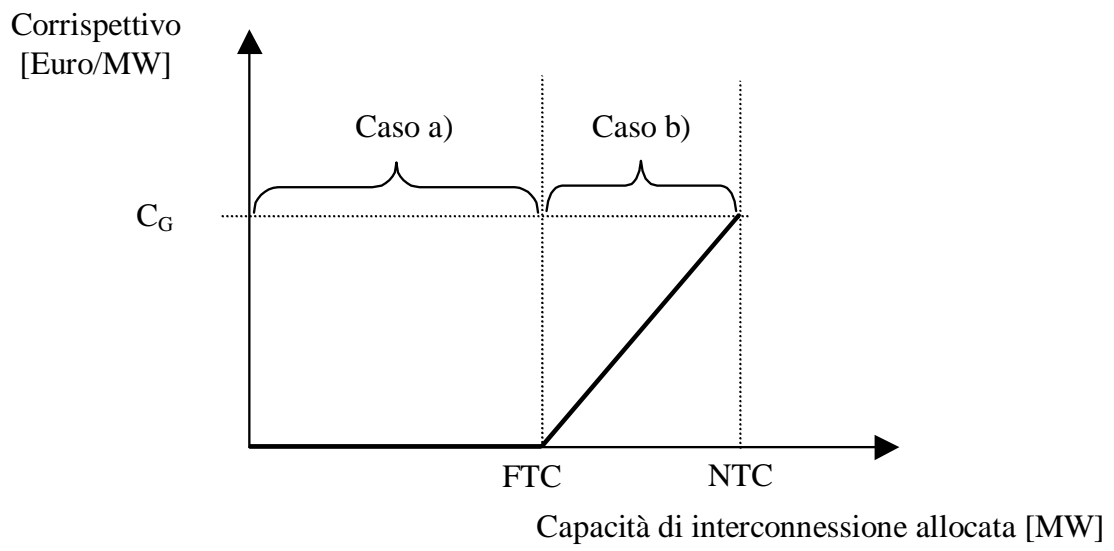 Corrispettivo
[Euro/MW]
Caso a)
Caso b)
C_G
FTC
NTC
Capacità di interconnessione allocata [MW]